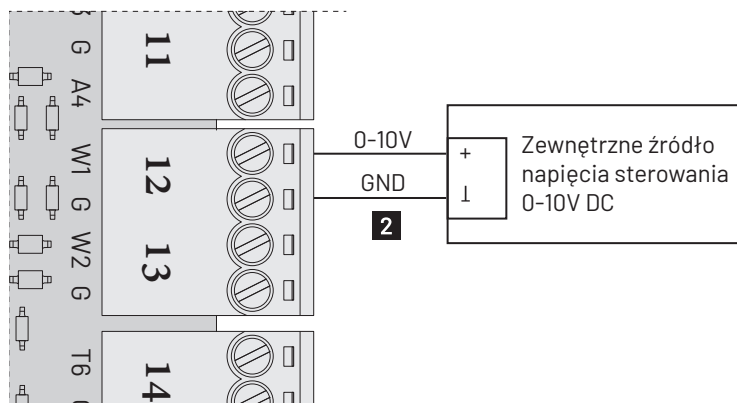 G
11
A4
W1
12
G
W2
13
G
T6
14
0-10V
GND
2
+
⊥
Zewnętrzne źródło
napięcia sterowania
0-10V DC